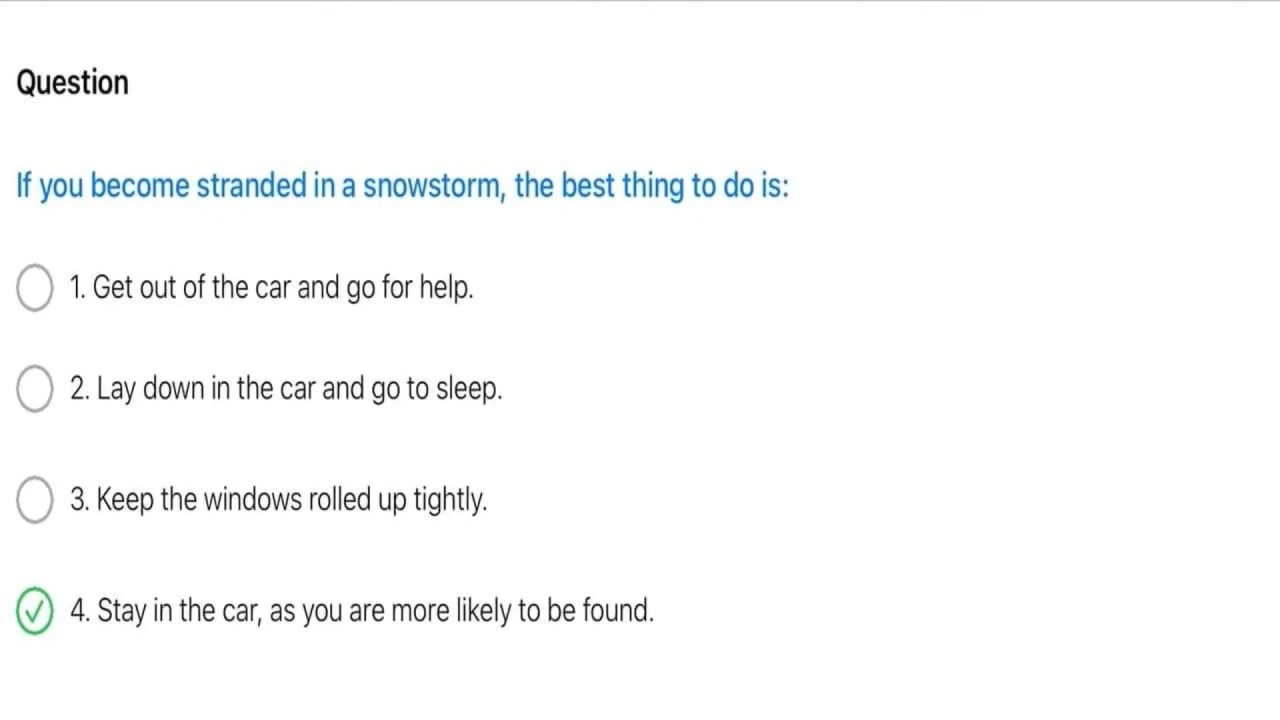 Question
If you become stranded in a snowstorm, the best thing to do is:
1. Get out of the car and go for help.
2. Lay down in the car and go to sleep.
3. Keep the windows rolled up tightly.
4. Stay in the car, as you are more likely to be found.